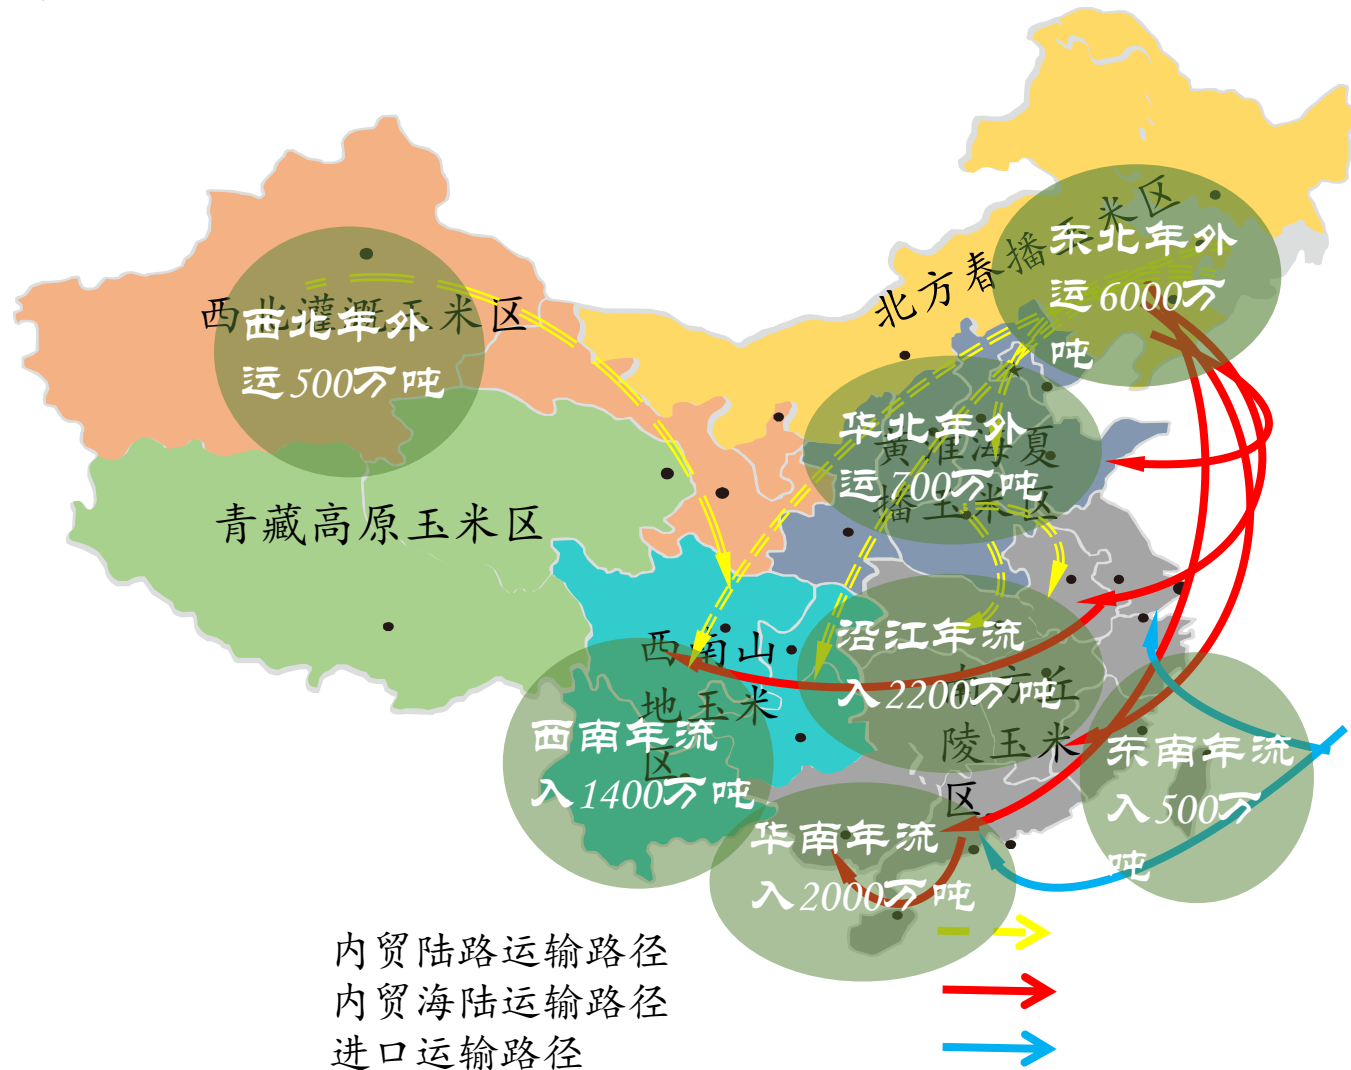 北方春播玉米区
东北年外
运6000万
吨
西北灌溉玉米区
西北年外
运500万吨
华北年外
运700万吨
黄淮海夏
播玉米区
青藏高原玉米区
西南山
地玉米
区
沿江年流
入2200万吨
南方丘
陵玉米
区
西南年流
入1400万吨
东南年流
入500万
吨
华南年流
入2000万吨
内贸陆路运输路径
内贸海陆运输路径
进口运输路径